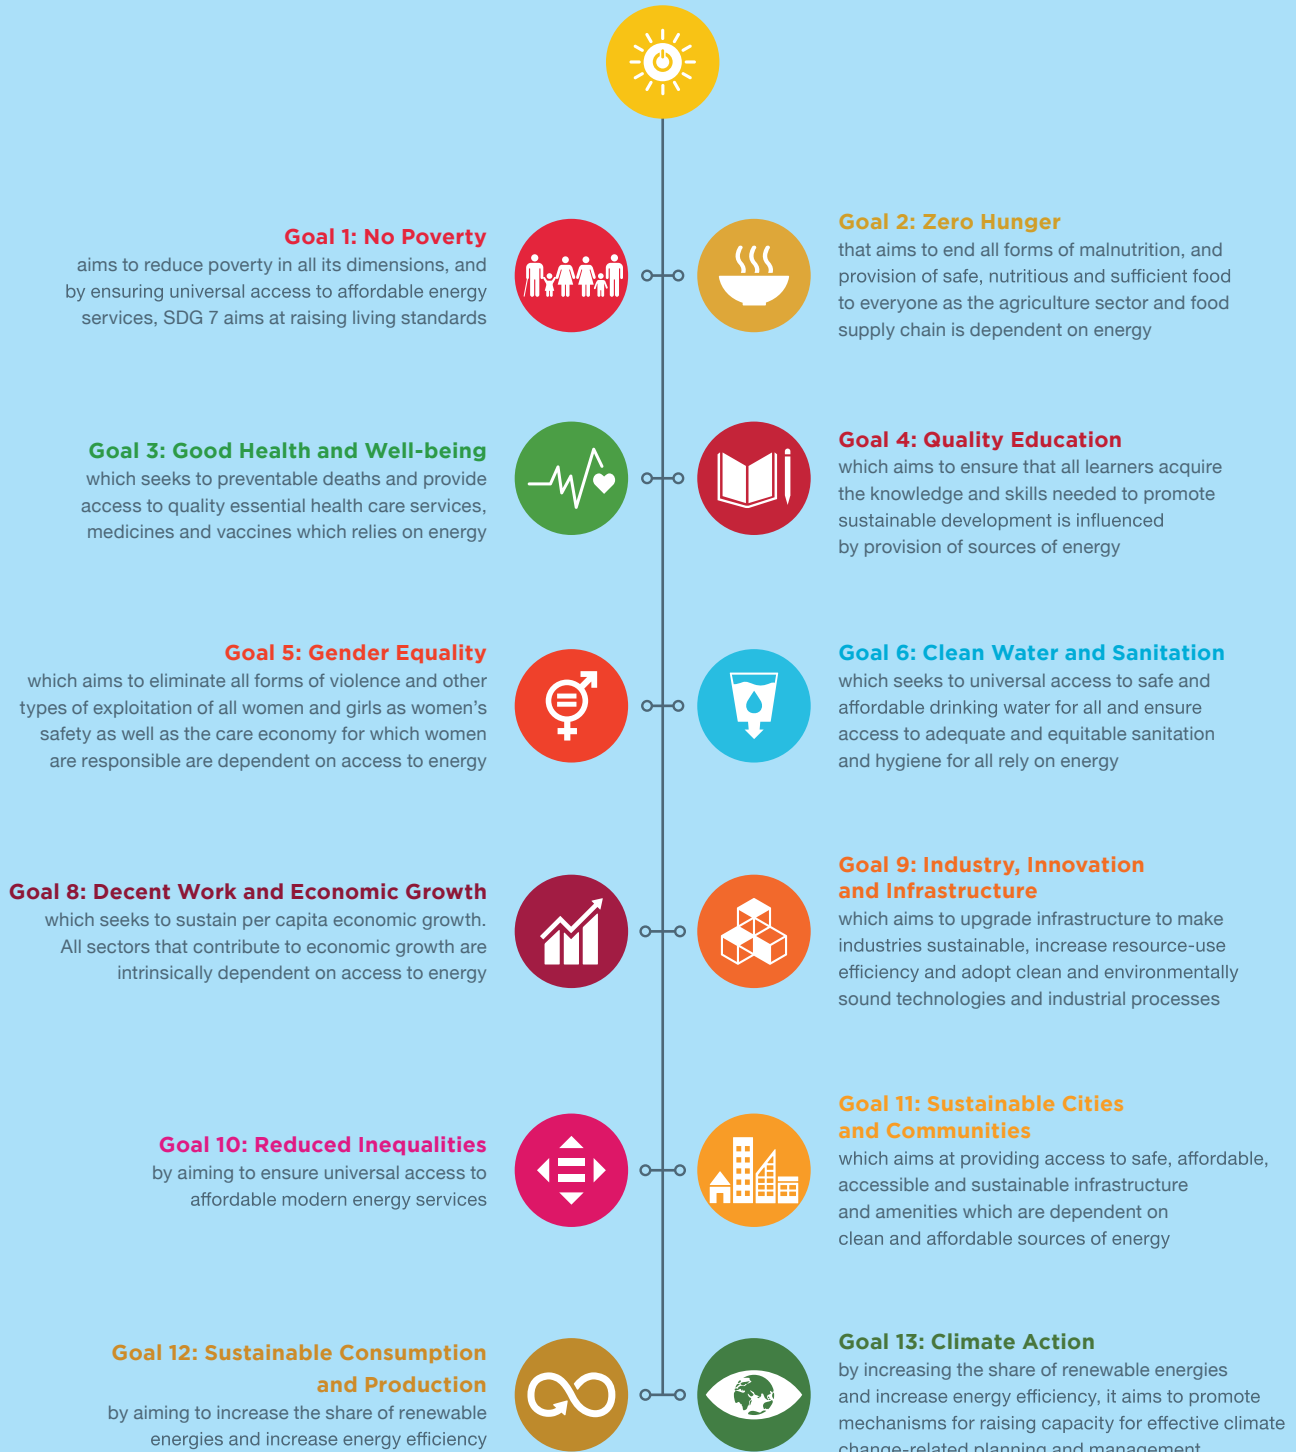 Goal 1: No Poverty
aims to reduce poverty in all its dimensions, and
by ensuring universal access to affordable energy
services, SDG 7 aims at raising living standards
Goal 2: Zero Hunger
that aims to end all forms of malnutrition, and
provision of safe, nutritious and sufficient food
to everyone as the agriculture sector and food
supply chain is dependent on energy
Goal 3: Good Health and Well-being
which seeks to preventable deaths and provide
access to quality essential health care services,
medicines and vaccines which relies on energy
Goal 4: Quality Education
which aims to ensure that all learners acquire
the knowledge and skills needed to promote
sustainable development is influenced
by provision of sources of energy
Goal 5: Gender Equality
which aims to eliminate all forms of violence and other
types of exploitation of all women and girls as women's
safety as well as the care economy for which women
are responsible are dependent on access to energy
Goal 6: Clean Water and Sanitation
which seeks to universal access to safe and
affordable drinking water for all and ensure
access to adequate and equitable sanitation
and hygiene for all rely on energy
Goal 8: Decent Work and Economic Growth
which seeks to sustain per capita economic growth.
All sectors that contribute to economic growth are
intrinsically dependent on access to energy
Goal 9: Industry, Innovation
and Infrastructure
which aims to upgrade infrastructure to make
industries sustainable, increase resource-use
efficiency and adopt clean and environmentally
sound technologies and industrial processes
Goal 10: Reduced Inequalities
by aiming to ensure universal access to
affordable modern energy services
Goal 11: Sustainable Cities
and Communities
which aims at providing access to safe, affordable,
accessible and sustainable infrastructure
and amenities which are dependent on
clean and affordable sources of energy
Goal 12: Sustainable Consumption
and Production
by aiming to increase the share of renewable
energies and increase energy efficiency
Goal 13: Climate Action
by increasing the share of renewable energies
and increase energy efficiency, it aims to promote
mechanisms for raising capacity for effective climate
change-related planning and management